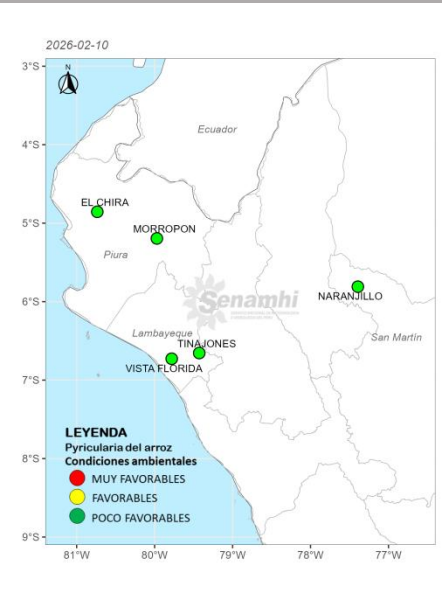 2026-02-10
N
3°S
4°S
5°S
6°S
7°S
8°S
9°S
Ecuador
EL CHIRA
MORROPON
Piura
Senamhi
NARANJILLO
Lambayeque
San Martín
TINAJONES
VISTA FLORIDA
LEYENDA
Pyricularia del arroz
Condiciones ambientales
MUY FAVORABLES
FAVORABLES
POCO FAVORABLES
81°W
80°W
79°W
78°W
77°W